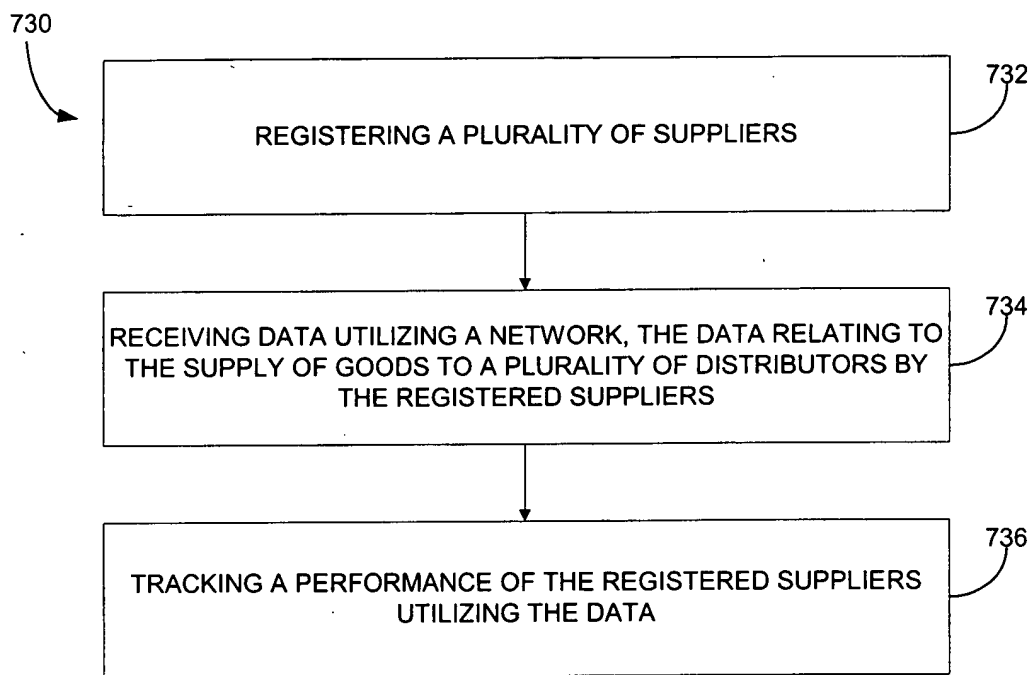 730
732
REGISTERING A PLURALITY OF SUPPLIERS
734
RECEIVING DATA UTILIZING A NETWORK, THE DATA RELATING TO
THE SUPPLY OF GOODS TO A PLURALITY OF DISTRIBUTORS BY
THE REGISTERED SUPPLIERS
736
TRACKING A PERFORMANCE OF THE REGISTERED SUPPLIERS
UTILIZING THE DATA